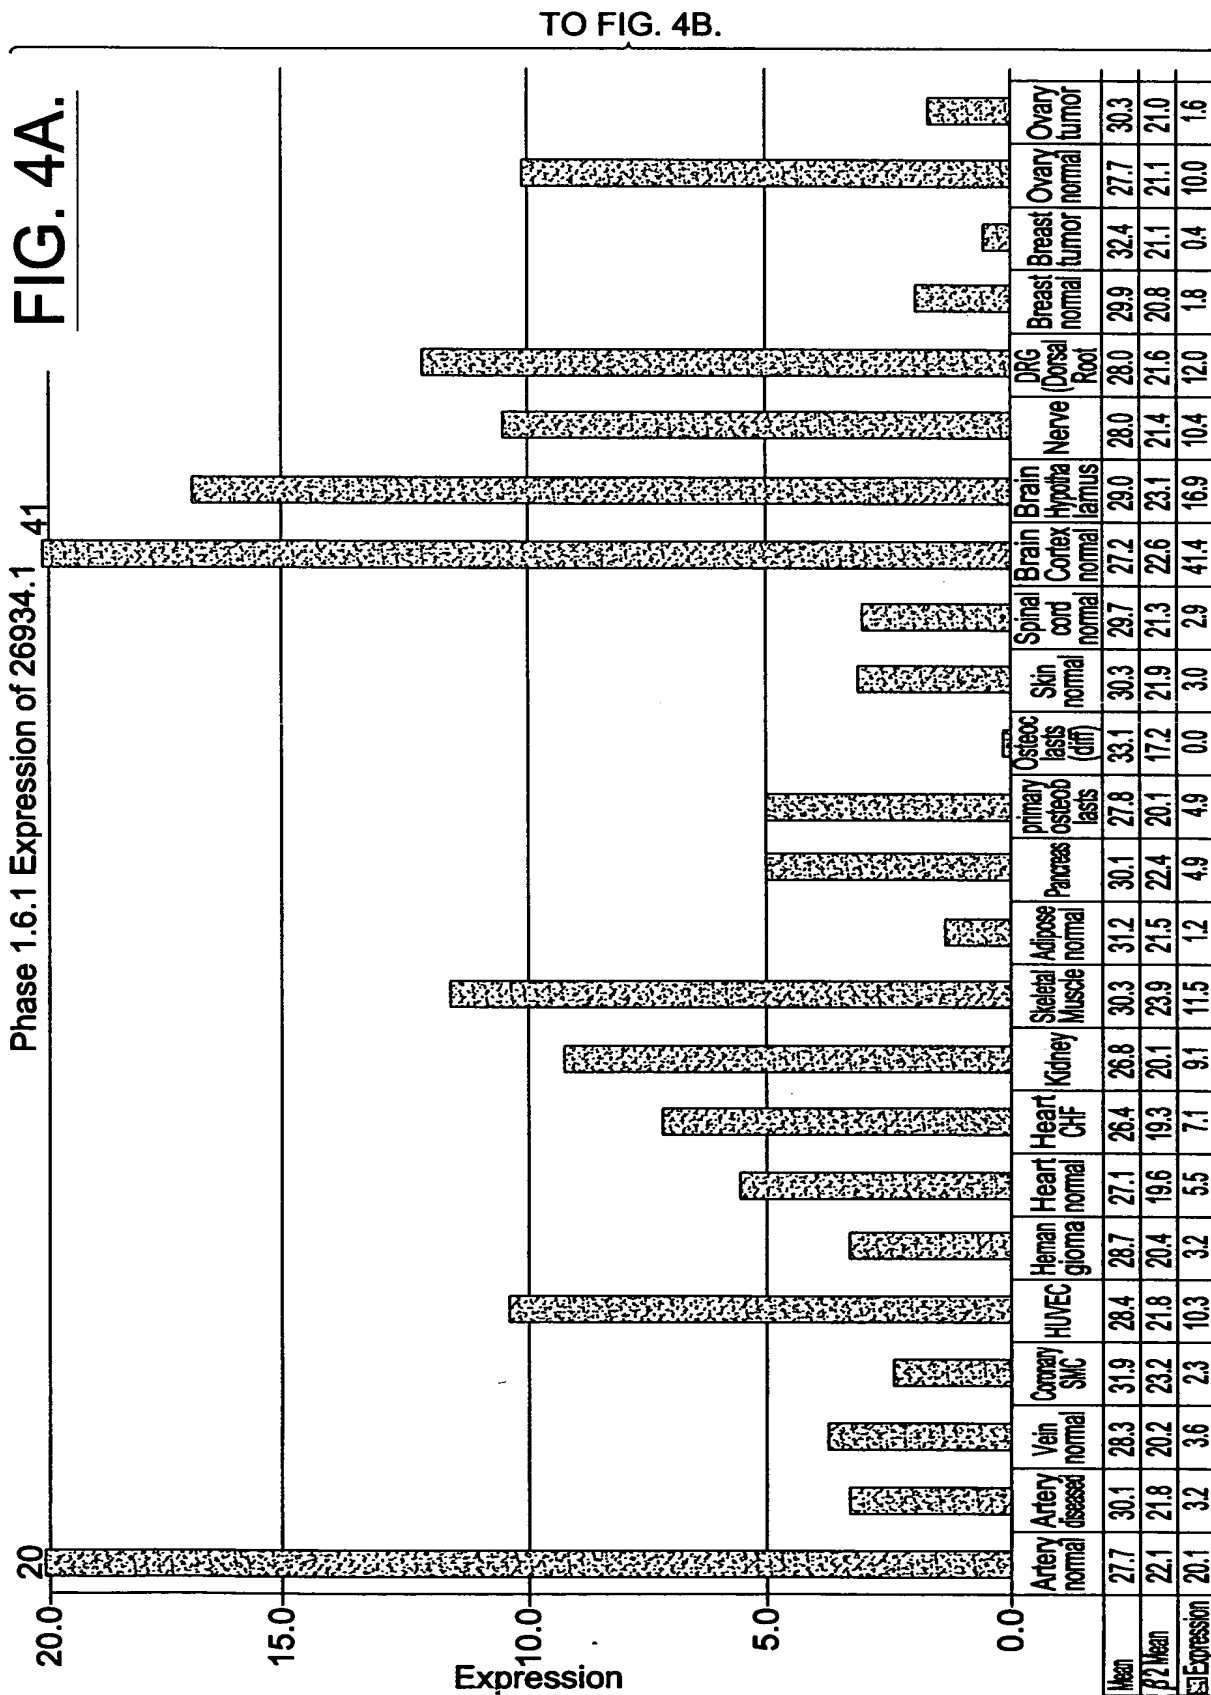 TO FIG. 4B.
FIG. 4A.
Phase 1.6.1 Expression of 26934.1
20
41
20.0
15.0
10.0
5.0
0.0
Expression
Artery normal Artery diseased Vein normal Coronary SMC HUVEC Heman gioma Heart normal Heart CHF Kidney Skeletal Muscle Adipose normal Pancreas primary osteob lasts Osteoc lasts (diff) Skin normal Spinal cord normal Brain Cortex normal Brain Hypotha lamus Nerve DRG (Dorsal Root Breast normal Breast tumor Ovary normal Ovary tumor
Mean 27.7 30.1 28.3 31.9 28.4 28.7 27.1 26.4 26.8 30.3 31.2 30.1 27.8 33.1 30.3 29.7 27.2 29.0 28.0 28.0 29.9 32.4 27.7 30.3
β2 Mean 22.1 21.8 20.2 23.2 21.8 20.4 19.6 19.3 20.1 23.9 21.5 22.4 20.1 17.2 21.9 21.3 22.6 23.1 21.4 21.6 20.8 21.1 21.1 21.0
Expression 20.1 3.2 3.6 2.3 10.3 3.2 5.5 7.1 9.1 11.5 1.2 4.9 4.9 0.0 3.0 2.9 41.4 16.9 10.4 12.0 1.8 0.4 10.0 1.6